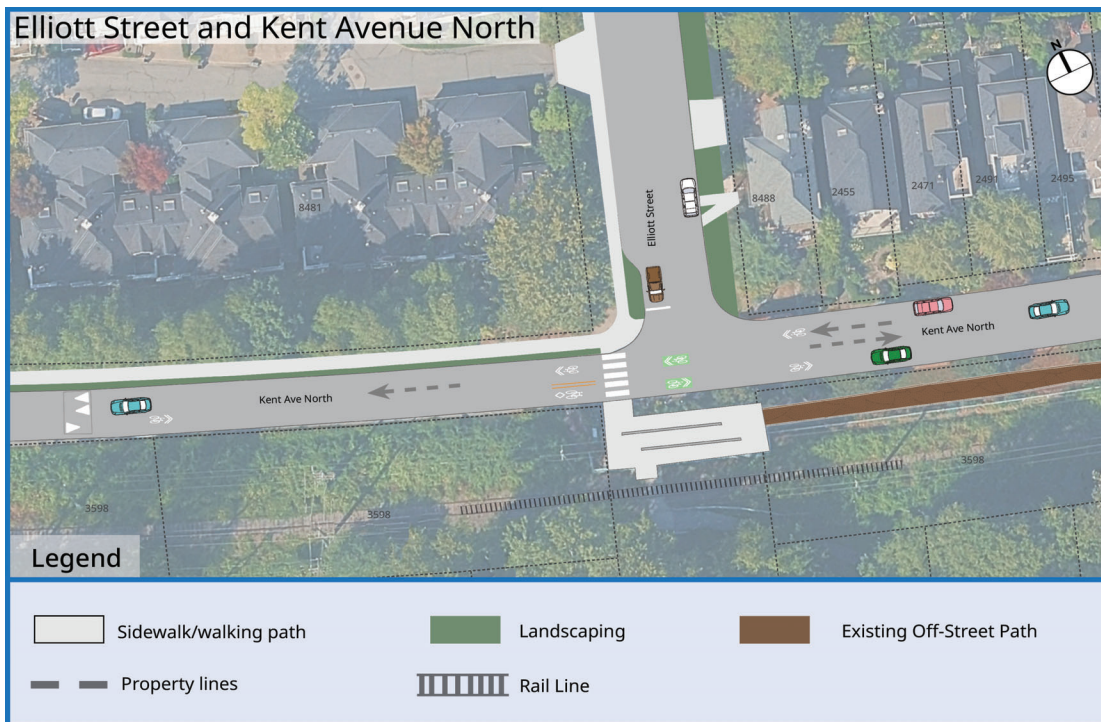 Elliott Street and Kent Avenue North
N
8481
Elliott Street
8488
2455
2471
2491
2495
Kent Ave North
Kent Ave North
3598
3598
3598
Legend
Sidewalk/walking path
Landscaping
Existing Off-Street Path
Property lines
Rail Line